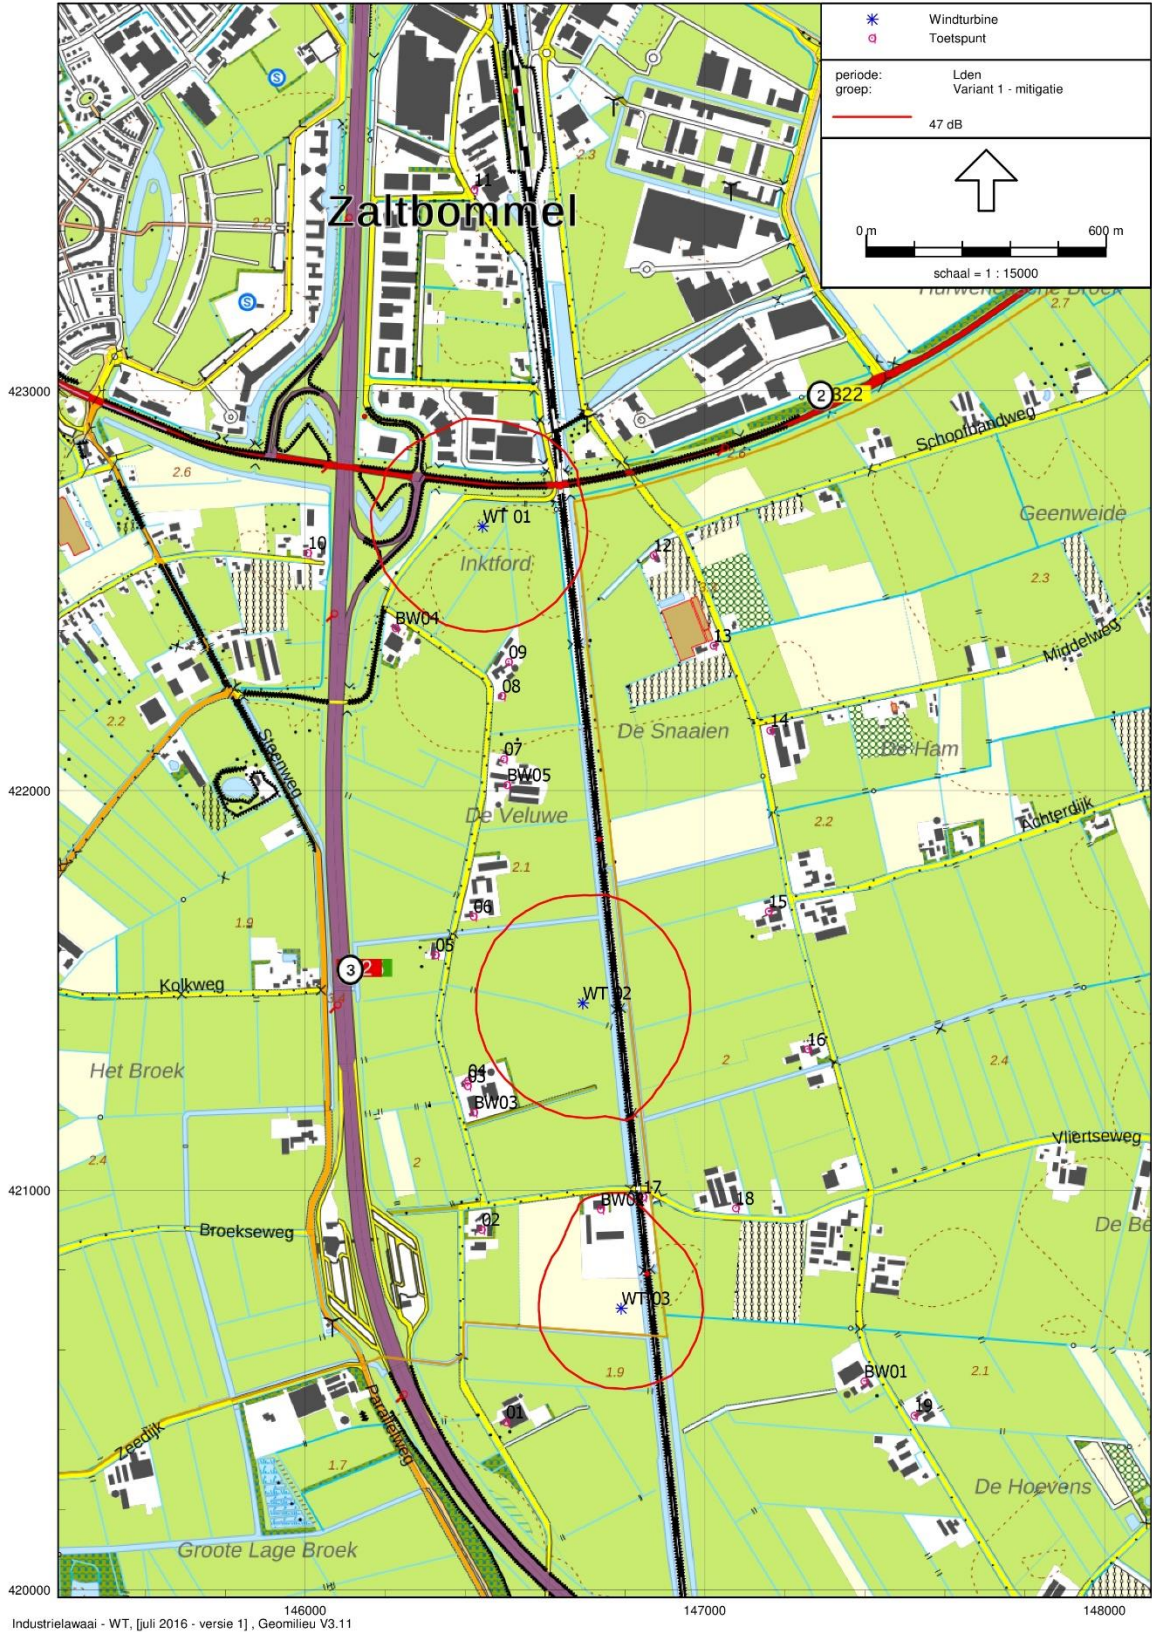 Windturbine
Toetspunt
periode: Lden
groep: Variant 1 - mitigatie
47 dB
0 m 600 m
schaal = 1 : 15000
S
2.3
11
Zaltbommel
2.2
S
2.7
423000
2 322
Schoofbandweg
2.6
2.6
WT 01
Geenweide
10
Inktford
12
2.3
BW04
13
Middelweg
09
08
2.2
De Snaaien
14
De Ham
Steenweg
07
BW05
422000
De Veluwe
2.2
Achterdijk
2.1
06
15
1.9
05
3 2
Kolkweg
WT 02
16
2
2.4
Het Broek
04
03
BW03
Vliertseweg
2.4
2
421000
17
BW02
18
02
De Be
Broekseweg
WT 03
1.9
2.1
BW01
19
01
Parallelweg
Zeedijk
1.7
De Hoevens
Groote Lage Broek
420000
146000 147000 148000
Industrielawaai - WT, [juli 2016 - versie 1] , Geomilieu V3.11